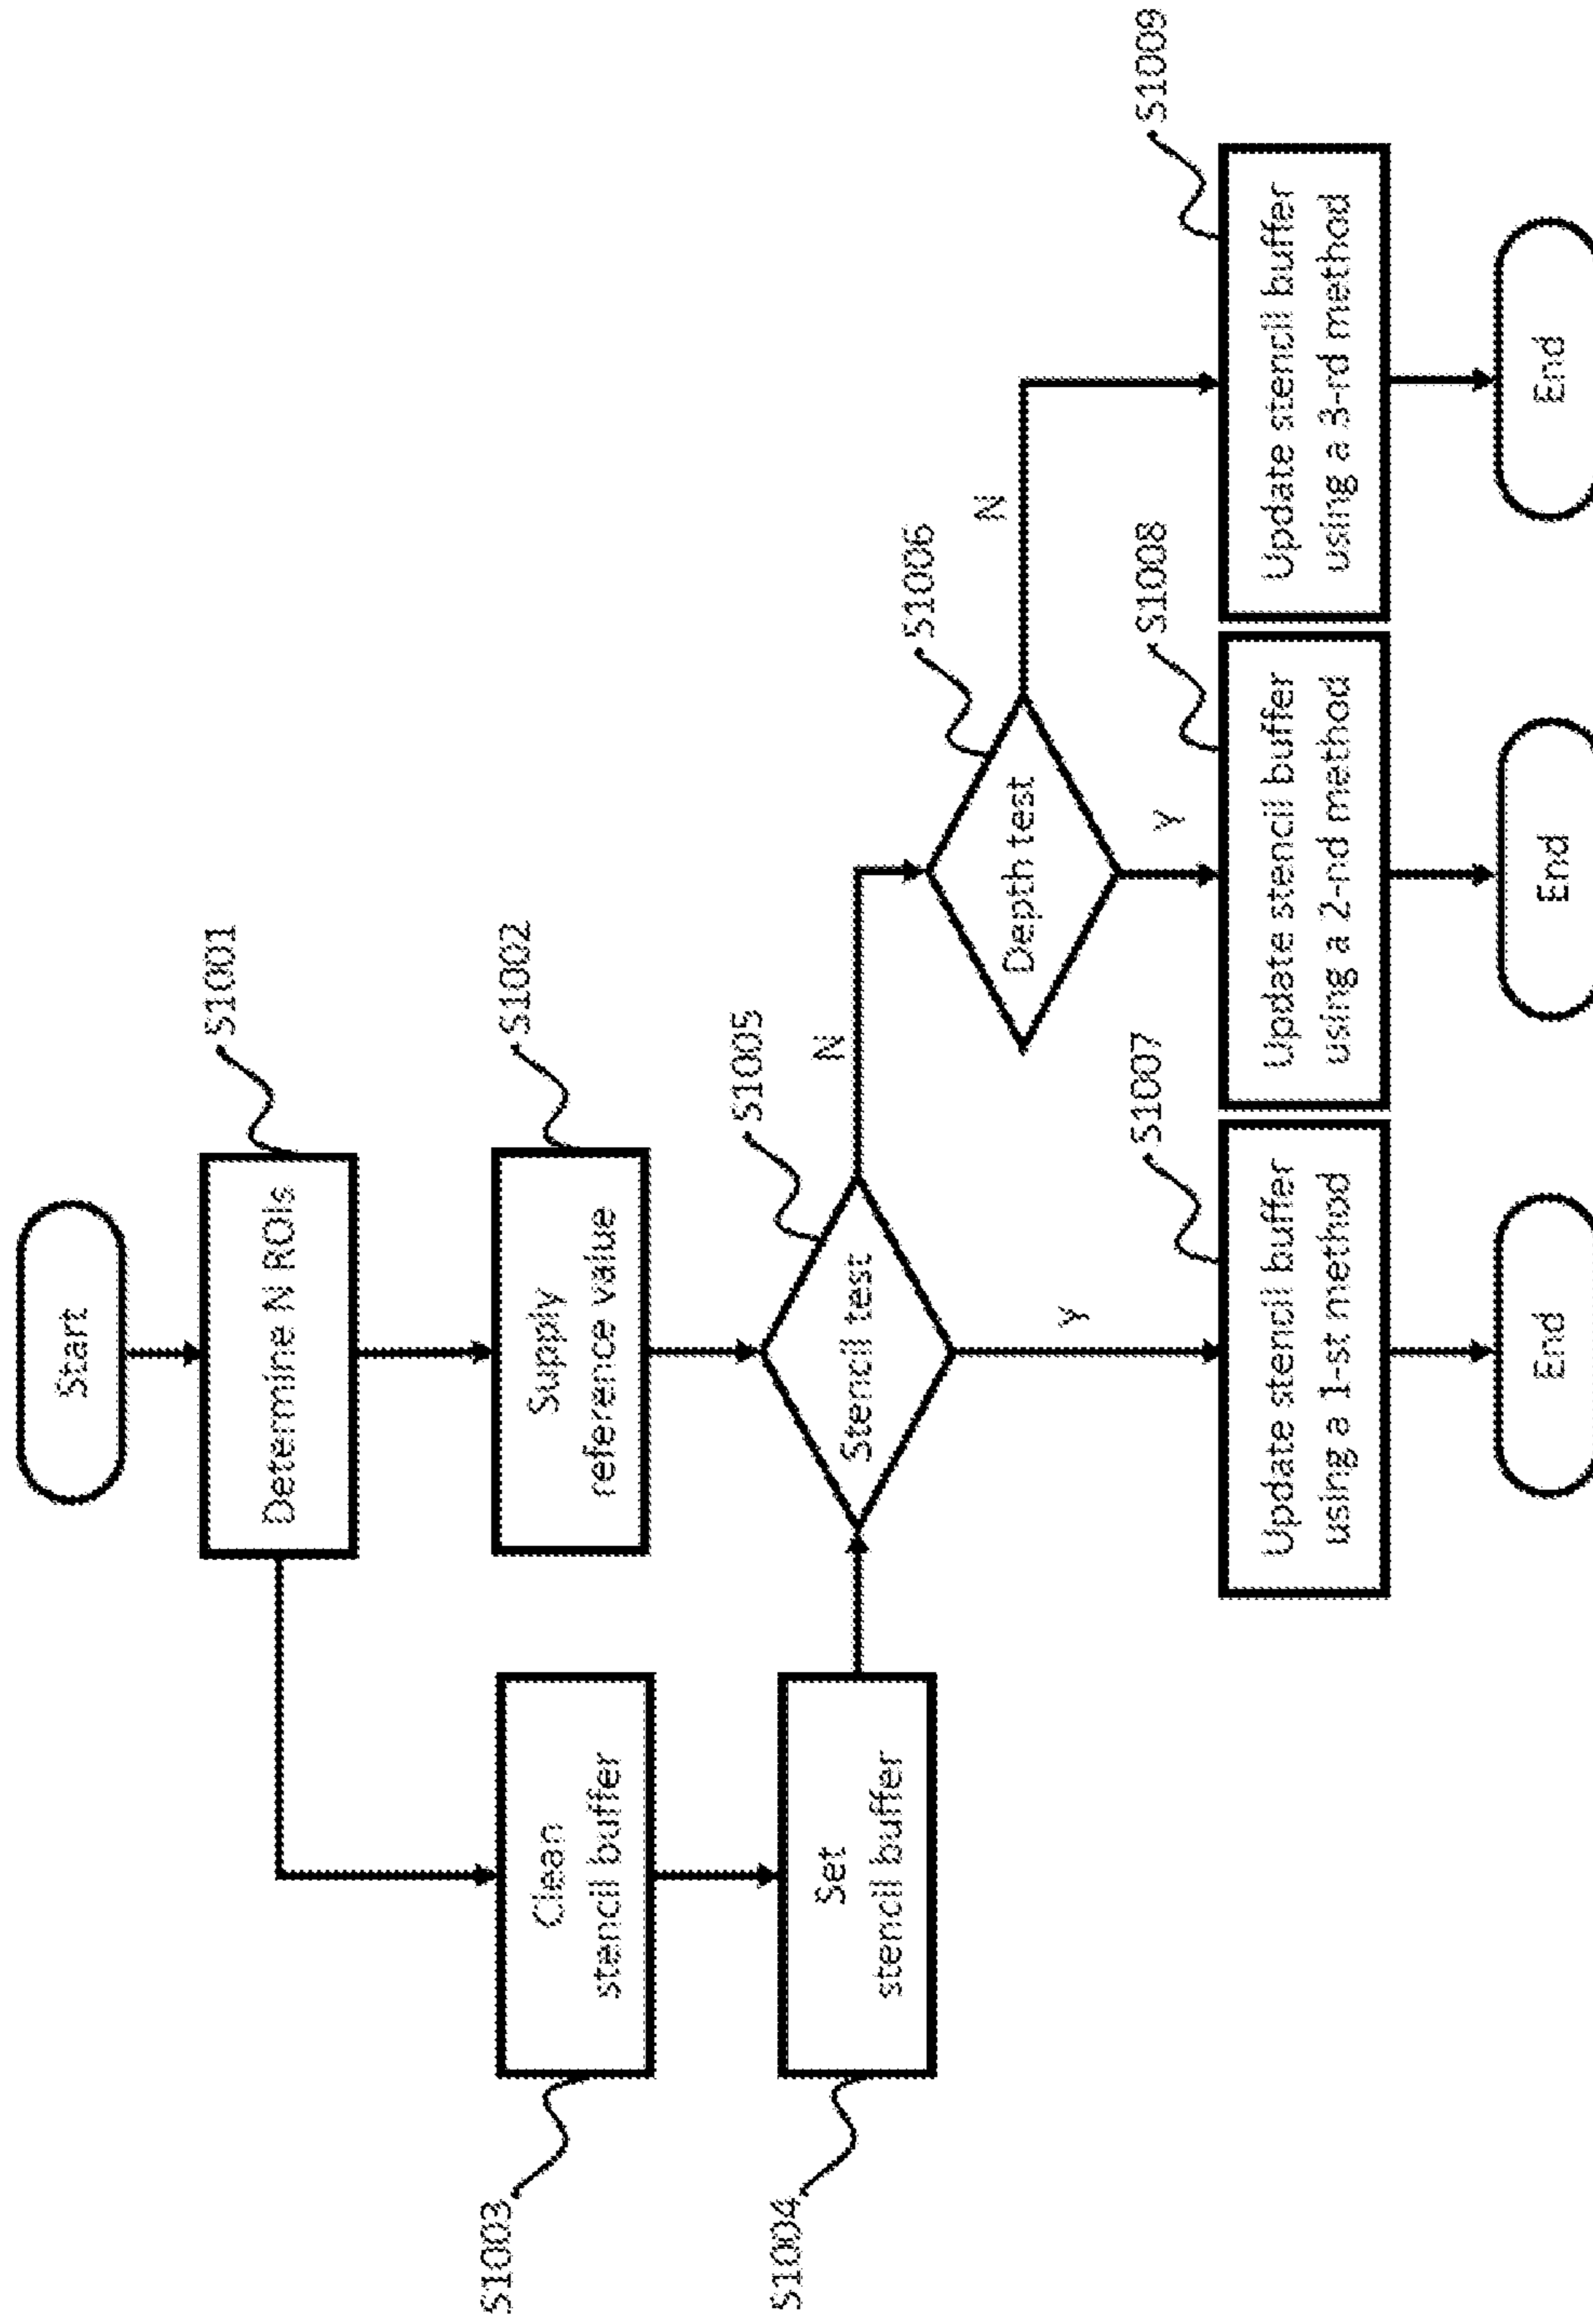 Start
Determine N ROIs
S1001
Supply
reference value
S1002
S1003
Clean
stencil buffer
S1004
Set
stencil buffer
Stencil test
S1005
N
Y
Depth test
S1006
N
Y
Update stencil buffer
using a 1-st method
S1007
Update stencil buffer
using a 2-nd method
S1008
Update stencil buffer
using a 3-rd method
S1009
End
End
End